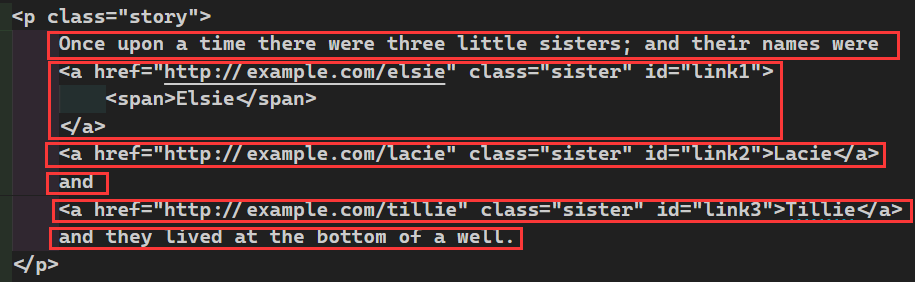 <p class="story">
Once upon a time there were three little sisters; and their names were
<a href="http://example.com/elsie" class="sister" id="link1">
<span>Elsie</span>
</a>
<a href="http://example.com/lacie" class="sister" id="link2">Lacie</a>
and
<a href="http://example.com/tillie" class="sister" id="link3">Tillie</a>
and they lived at the bottom of a well.
</p>